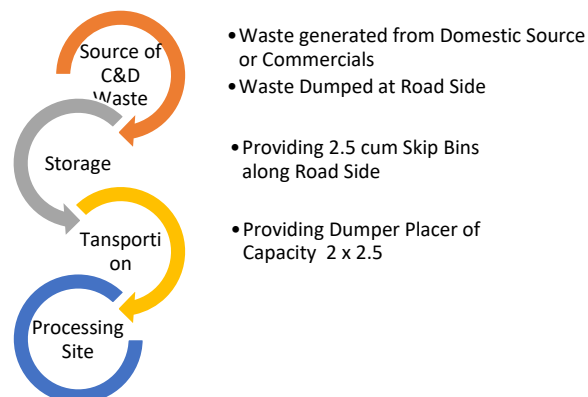 Source of
C&D
Waste
•Waste generated from Domestic Source
or Commercials
•Waste Dumped at Road Side
Storage
•Providing 2.5 cum Skip Bins
along Road Side
Tansporti
on
•Providing Dumper Placer of
Capacity 2 x 2.5
Processing
Site